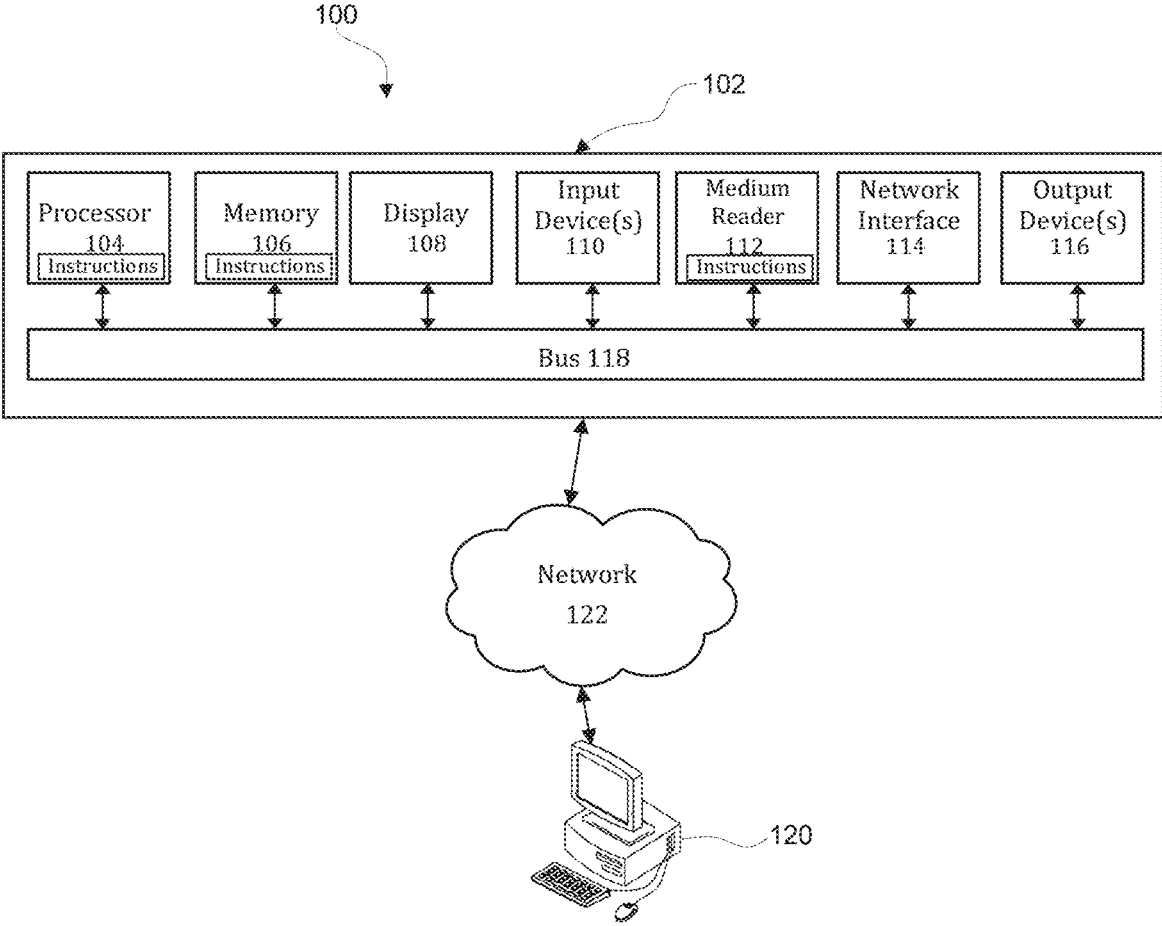 100
102
Processor
104
Instructions
Memory
106
Instructions
Display
108
Input
Device(s)
110
Medium
Reader
112
Instructions
Network
Interface
114
Output
Device(s)
116
Bus 118
Network
122
120